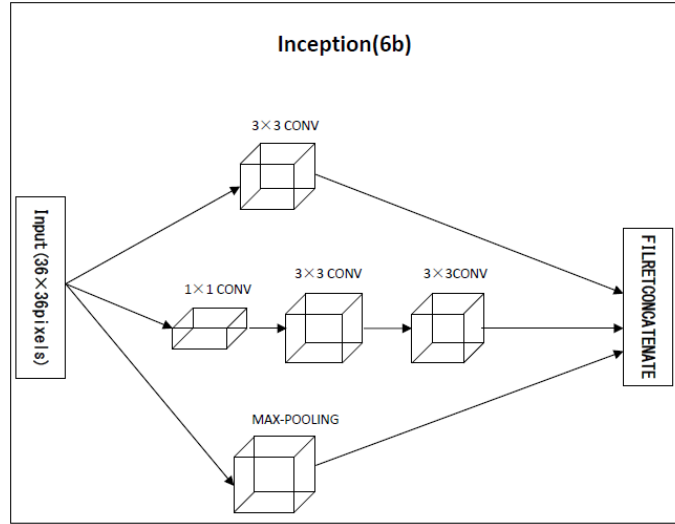 Inception(6b)
3×3 CONV
Input(36×36pixels)
1×1 CONV
3×3 CONV
3×3CONV
FILRETCONCATENATE
MAX-POOLING